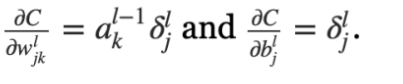 ∂C/∂w^l_{jk} = a^{l−1}_k δ^l_j and ∂C/∂b^l_j = δ^l_j.